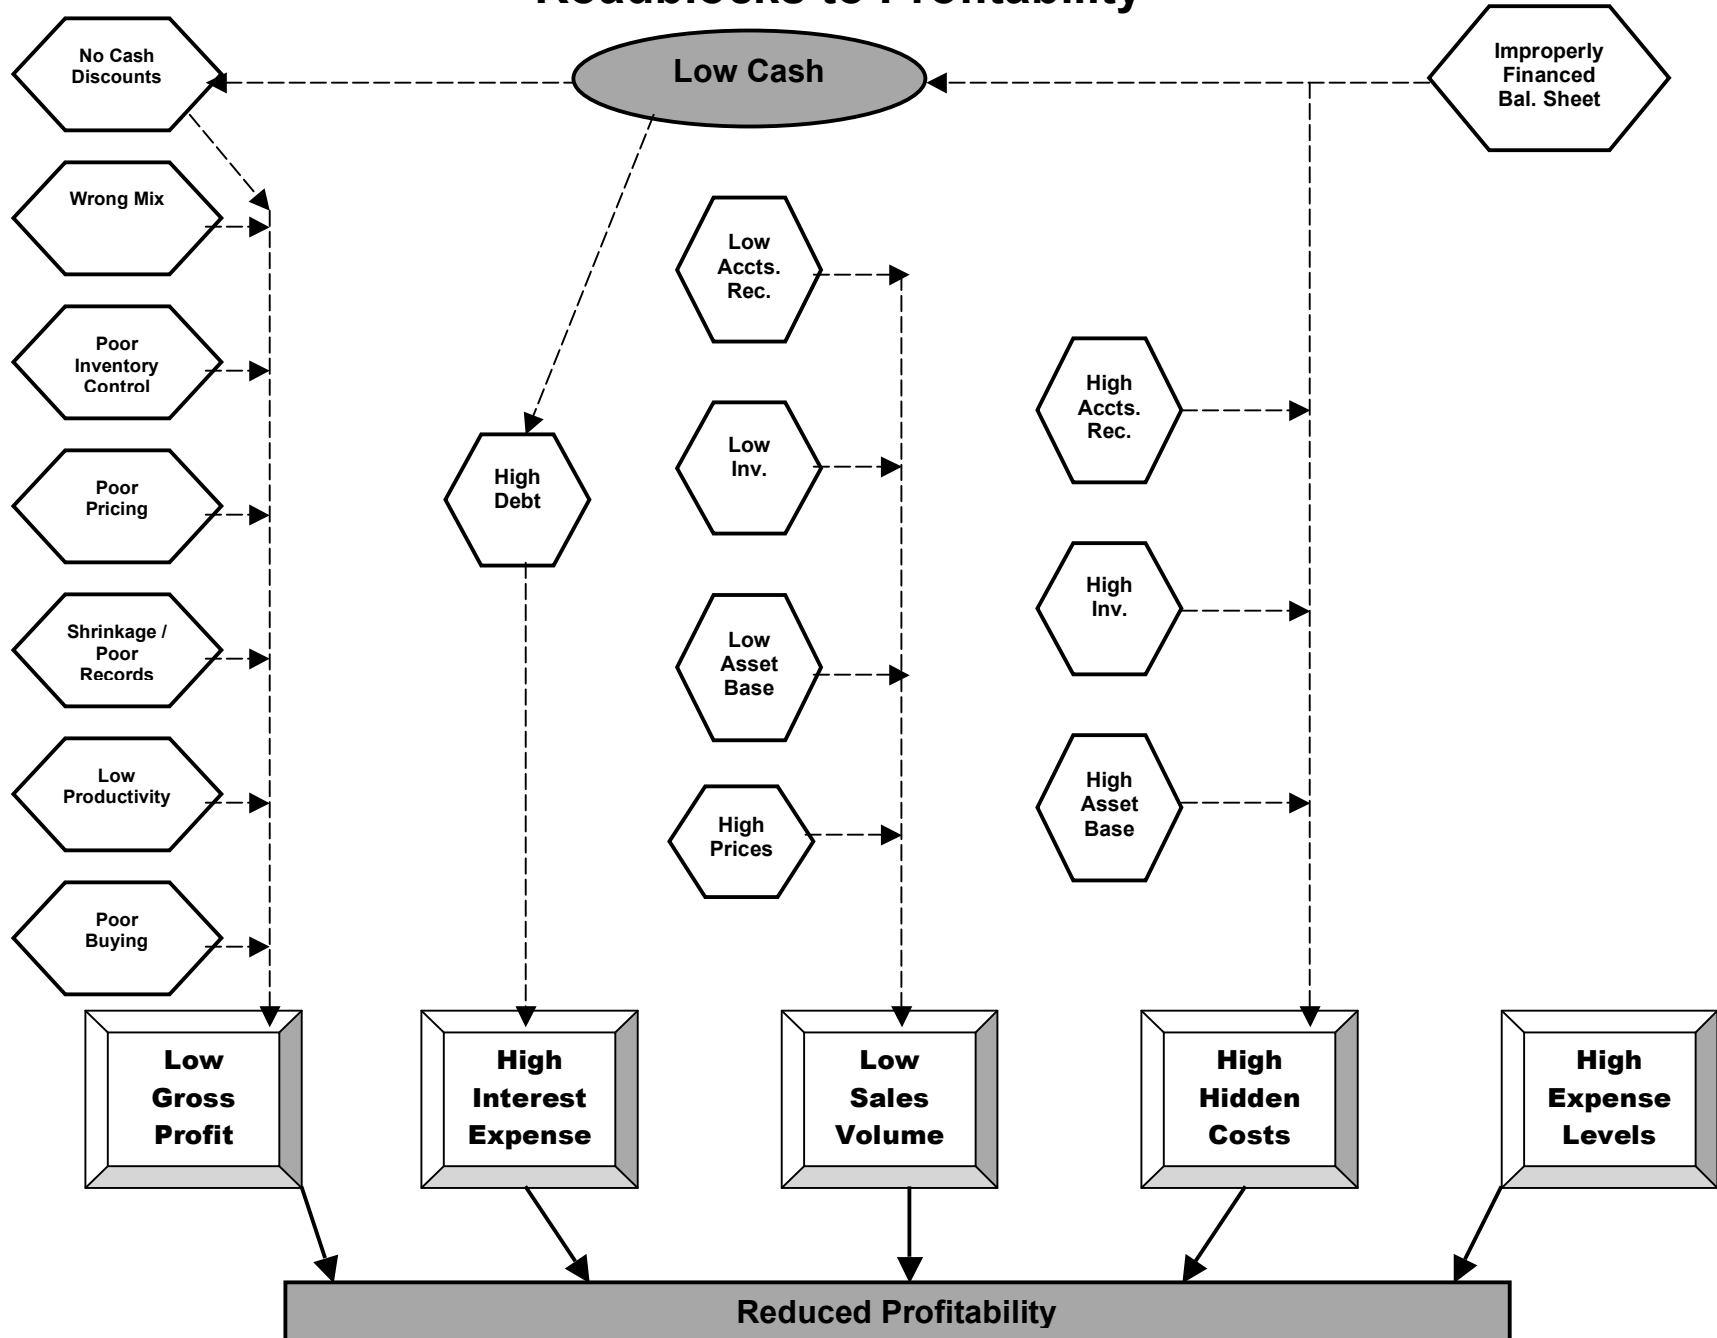 Roadblocks to Profitability
No Cash
Discounts
Low Cash
Improperly
Financed
Bal. Sheet
Wrong Mix
Low
Accts.
Rec.
Poor
Inventory
Control
High
Accts.
Rec.
Low
Inv.
High
Debt
Poor
Pricing
High
Inv.
Shrinkage /
Poor
Records
Low
Asset
Base
Low
Productivity
High
Asset
Base
High
Prices
Poor
Buying
Low
Gross
Profit
High
Interest
Expense
Low
Sales
Volume
High
Hidden
Costs
High
Expense
Levels
Reduced Profitability